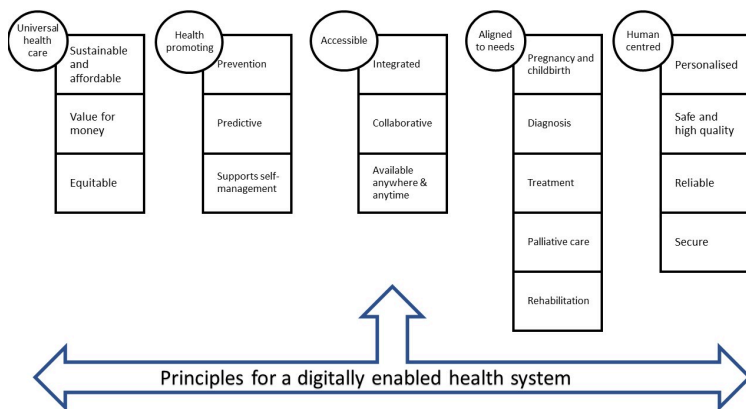 Universal
health
care
Sustainable
and
affordable
Value for
money
Equitable
Health
promoting
Prevention
Predictive
Supports self-
management
Accessible
Integrated
Collaborative
Available
anywhere &
anytime
Aligned
to needs
Pregnancy and
childbirth
Diagnosis
Treatment
Palliative care
Rehabilitation
Human
centred
Personalised
Safe and
high quality
Reliable
Secure
Principles for a digitally enabled health system